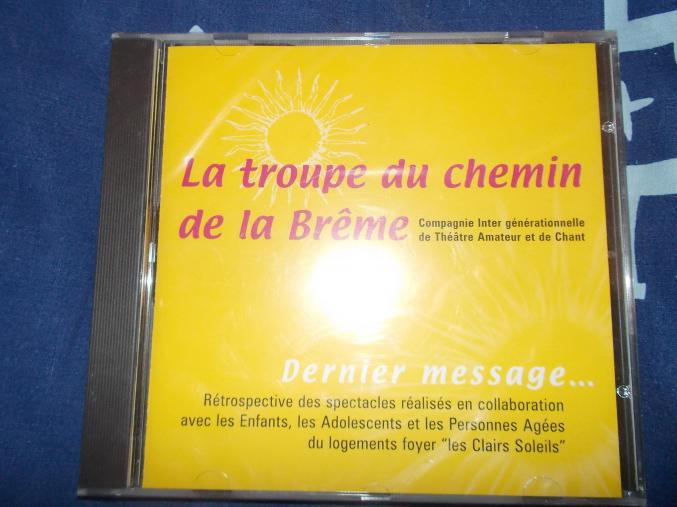 La troupe du chemin
de la Brême Compagnie Inter générationnelle
de Théâtre Amateur et de Chant
Dernier message...
Rétrospective des spectacles réalisés en collaboration
avec les Enfants, les Adolescents et les Personnes Agées
du logements foyer "les Clairs Soleils"